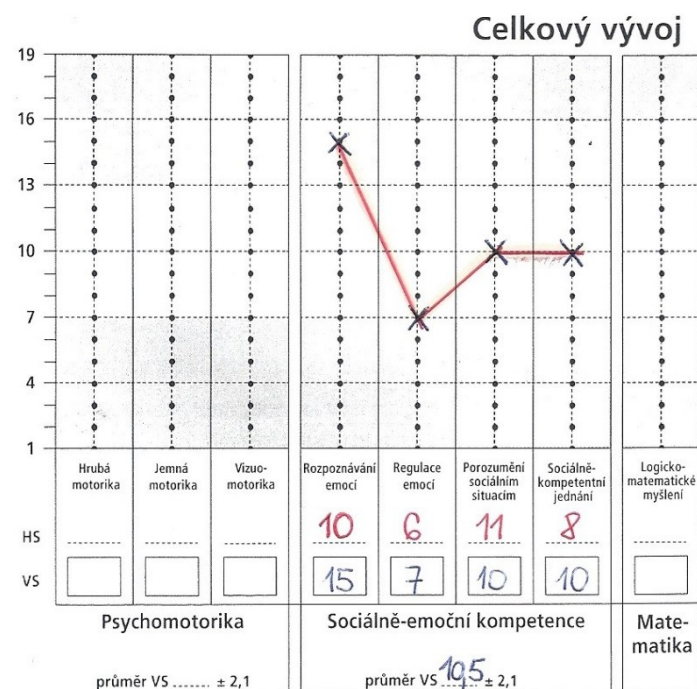 Celkový vývoj
19
16
13
10
7
4
1
Hrubá motorika
Jemná motorika
Vizuo-motorika
Rozpoznávání emocí
Regulace emocí
Porozumění sociálním situacím
Sociálně-kompetentní jednání
Logicko-matematické myšlení
HS 10 6 11 8
VS 15 7 10 10
Psychomotorika
Sociálně-emoční kompetence
Mate-
matika
průměr VS ...... ± 2,1
průměr VS 10,5 ± 2,1